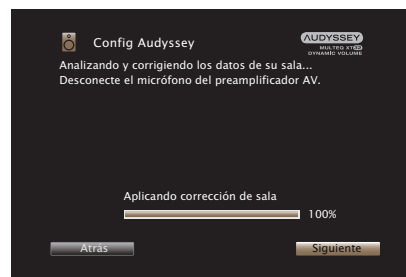 Config Audyssey
AUDYSSEY
MULTEQ XT32
DYNAMIC VOLUME
Analizando y corrigiendo los datos de su sala...
Desconecte el micrófono del preamplificador AV.
Aplicando corrección de sala
100%
Atrás
Siguiente